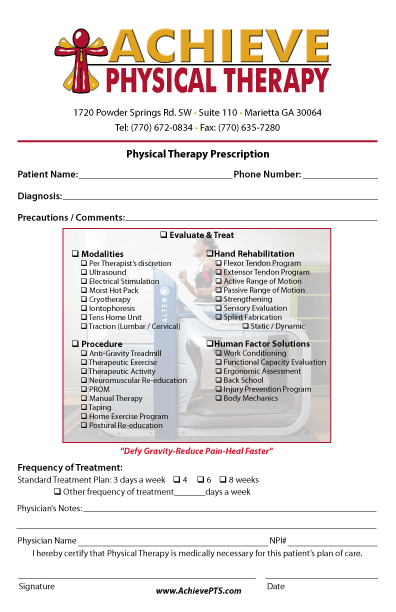 ACHIEVE
PHYSICAL THERAPY
1720 Powder Springs Rd. SW • Suite 110 • Marietta GA 30064
Tel: (770) 672-0834 • Fax: (770) 635-7280
Physical Therapy Prescription
Patient Name: Phone Number:
Diagnosis:
Precautions / Comments:
❑ Evaluate & Treat
❑ Modalities
❑ Per Therapist's discretion
❑ Ultrasound
❑ Electrical Stimulation
❑ Moist Hot Pack
❑ Cryotherapy
❑ Iontophoresis
❑ Tens Home Unit
❑ Traction (Lumbar / Cervical)
❑ Hand Rehabilitation
❑ Flexor Tendon Program
❑ Extensor Tendon Program
❑ Active Range of Motion
❑ Passive Range of Motion
❑ Strengthening
❑ Sensory Evaluation
❑ Splint Fabrication
❑ Static / Dynamic
ALTER
❑ Procedure
❑ Anti-Gravity Treadmill
❑ Therapeutic Exercise
❑ Therapeutic Activity
❑ Neuromuscular Re-education
❑ PROM
❑ Manual Therapy
❑ Taping
❑ Home Exercise Program
❑ Postural Re-education
❑ Human Factor Solutions
❑ Work Conditioning
❑ Functional Capacity Evaluation
❑ Ergonomic Assessment
❑ Back School
❑ Injury Prevention Program
❑ Body Mechanics
"Defy Gravity-Reduce Pain-Heal Faster"
Frequency of Treatment:
Standard Treatment Plan: 3 days a week ❑ 4 ❑ 6 ❑ 8 weeks
❑ Other frequency of treatment______days a week
Physician's Notes:
Physician Name NPI#
I hereby certify that Physical Therapy is medically necessary for this patient's plan of care.
Signature www.AchievePTS.com Date